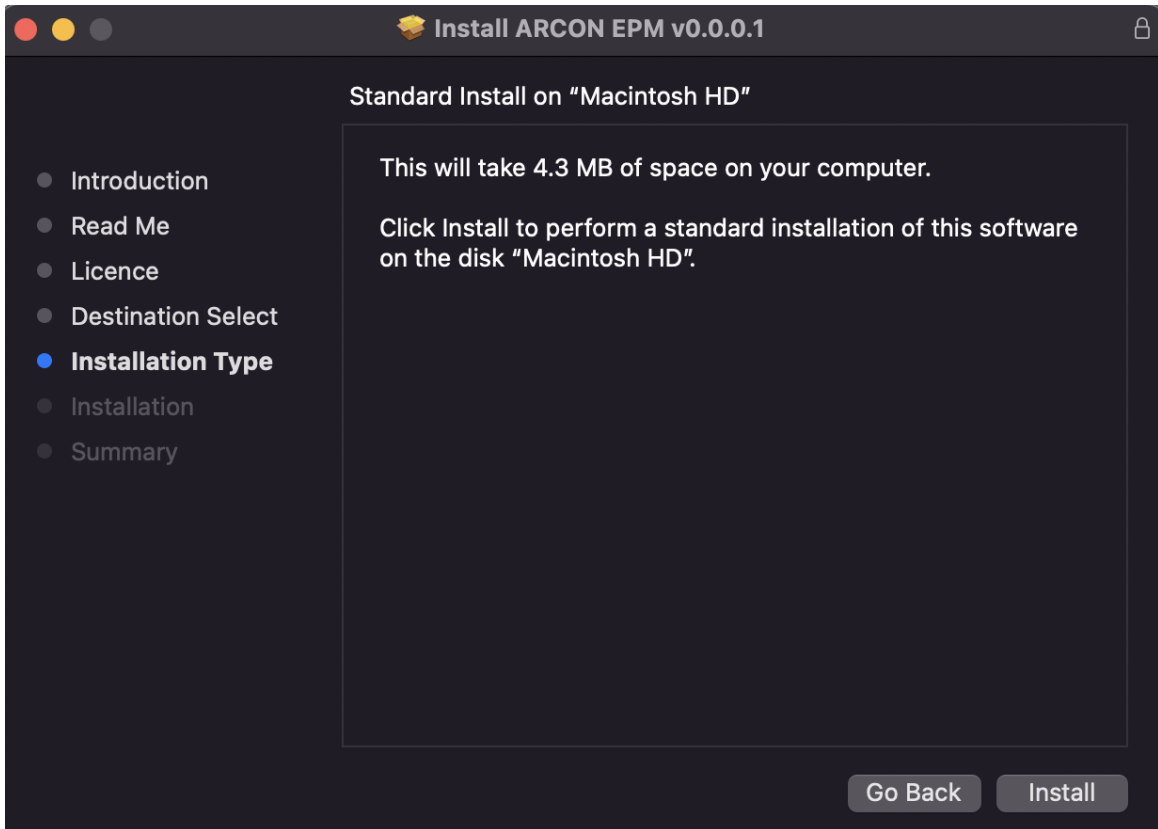 Install ARCON EPM v0.0.0.1
Standard Install on “Macintosh HD”
Introduction
Read Me
Licence
Destination Select
Installation Type
Installation
Summary
This will take 4.3 MB of space on your computer.
Click Install to perform a standard installation of this software
on the disk “Macintosh HD”.
Go Back
Install